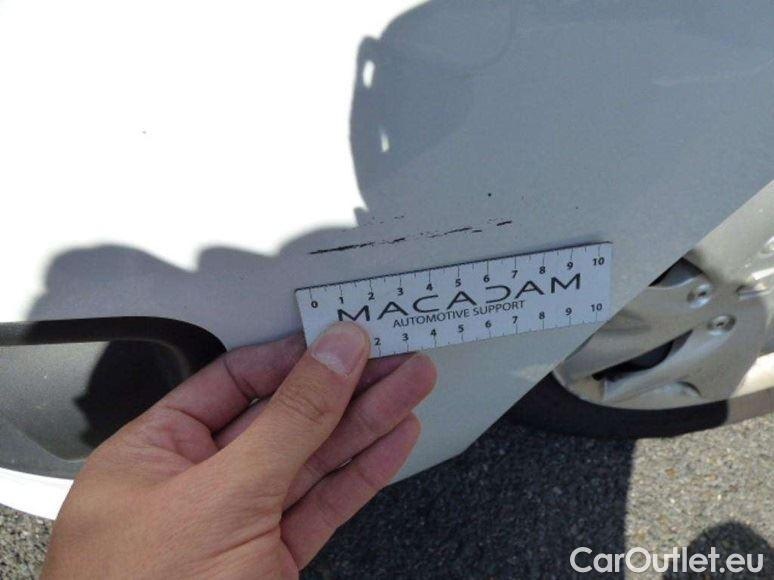 0 1 2 3 4 5 6 7 8 9 10
MACADAM
AUTOMOTIVE SUPPORT
2 3 4 5 6 7 8 9 10
CarOutlet.eu